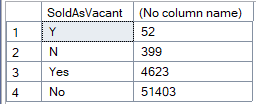 SoldAsVacant (No column name)
1 Y 52
2 N 399
3 Yes 4623
4 No 51403